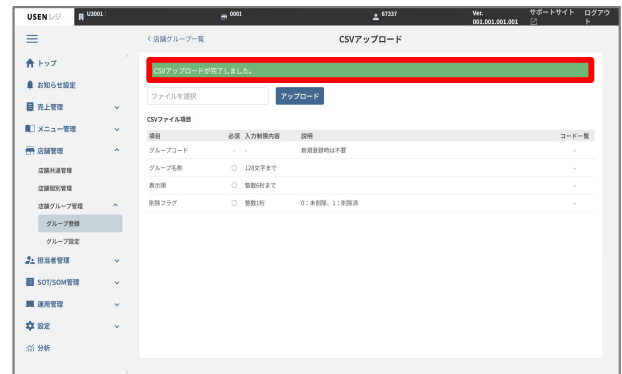 USEN レジ U3001 : 0001 67337 Ver. 001.001.001.001 サポートサイト ログアウト
< 店舗グループ一覧 CSVアップロード
トップ
お知らせ設定
売上管理
メニュー管理
店舗管理
店舗共通管理
店舗個別管理
店舗グループ管理
グループ登録
グループ設定
担当者管理
SOT/SOM管理
運用管理
設定
分析
CSVアップロードが完了しました。
ファイルを選択 アップロード
CSVファイル項目
項目 必須 入力制限内容 説明 コード一覧
グループコード - - 新規登録時は不要 -
グループ名称 〇 128文字まで -
表示順 〇 整数6桁まで -
削除フラグ 〇 整数1桁 0：未削除、1：削除済 -